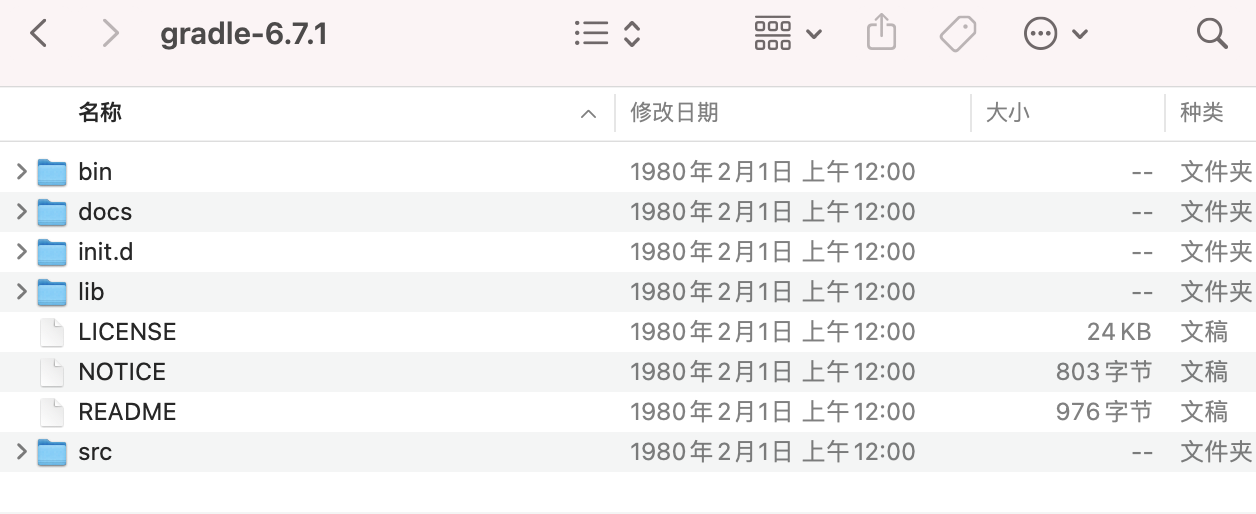 gradle-6.7.1
名称 修改日期 大小 种类
bin 1980年2月1日 上午12:00 -- 文件夹
docs 1980年2月1日 上午12:00 -- 文件夹
init.d 1980年2月1日 上午12:00 -- 文件夹
lib 1980年2月1日 上午12:00 -- 文件夹
LICENSE 1980年2月1日 上午12:00 24 KB 文稿
NOTICE 1980年2月1日 上午12:00 803 字节 文稿
README 1980年2月1日 上午12:00 976 字节 文稿
src 1980年2月1日 上午12:00 -- 文件夹